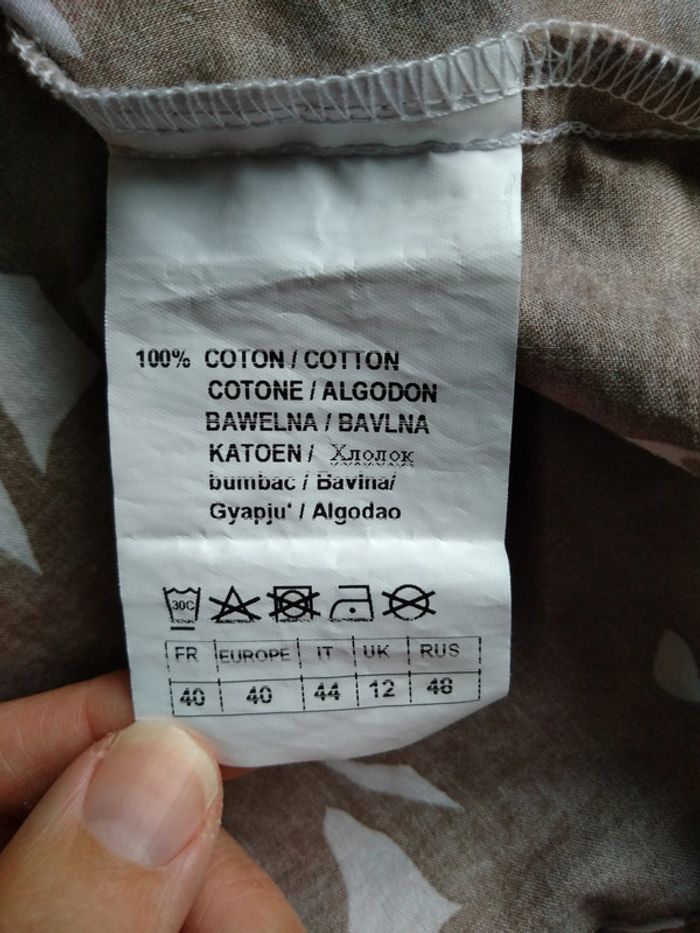 100% COTON / COTTON
COTONE / ALGODON
BAWELNA / BAVLNA
KATOEN / Хлопок
bumbac / Bavina/
Gyapju' / Algodao
30C
FR EUROPE IT UK RUS
40 40 44 12 48